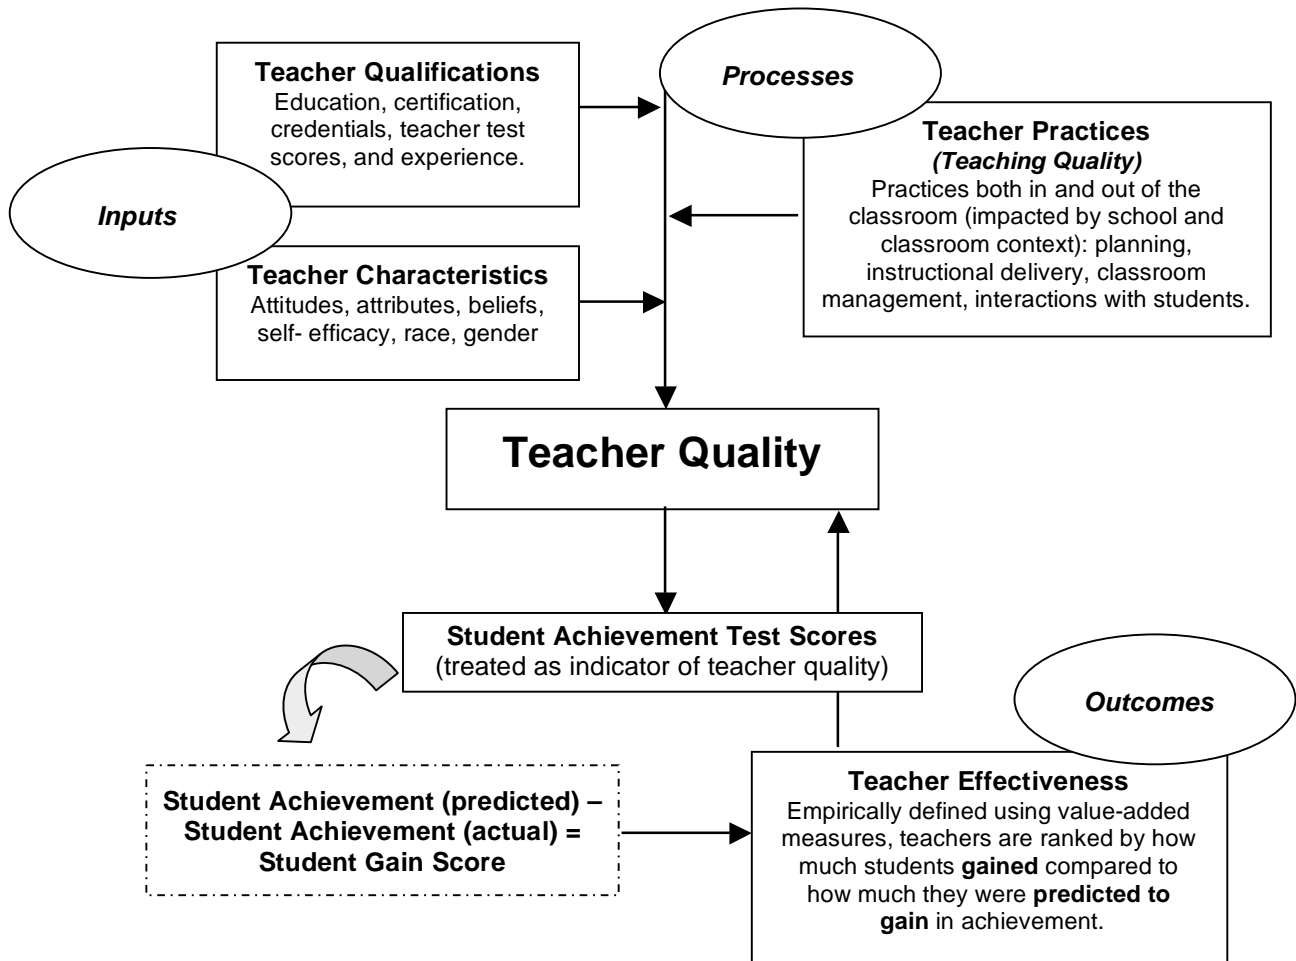 Teacher Qualifications
Education, certification,
credentials, teacher test
scores, and experience.
Processes
Teacher Practices
(Teaching Quality)
Practices both in and out of the
classroom (impacted by school and
classroom context): planning,
instructional delivery, classroom
management, interactions with students.
Inputs
Teacher Characteristics
Attitudes, attributes, beliefs,
self- efficacy, race, gender
Teacher Quality
Student Achievement Test Scores
(treated as indicator of teacher quality)
Outcomes
Student Achievement (predicted) –
Student Achievement (actual) =
Student Gain Score
Teacher Effectiveness
Empirically defined using value-added
measures, teachers are ranked by how
much students gained compared to
how much they were predicted to
gain in achievement.